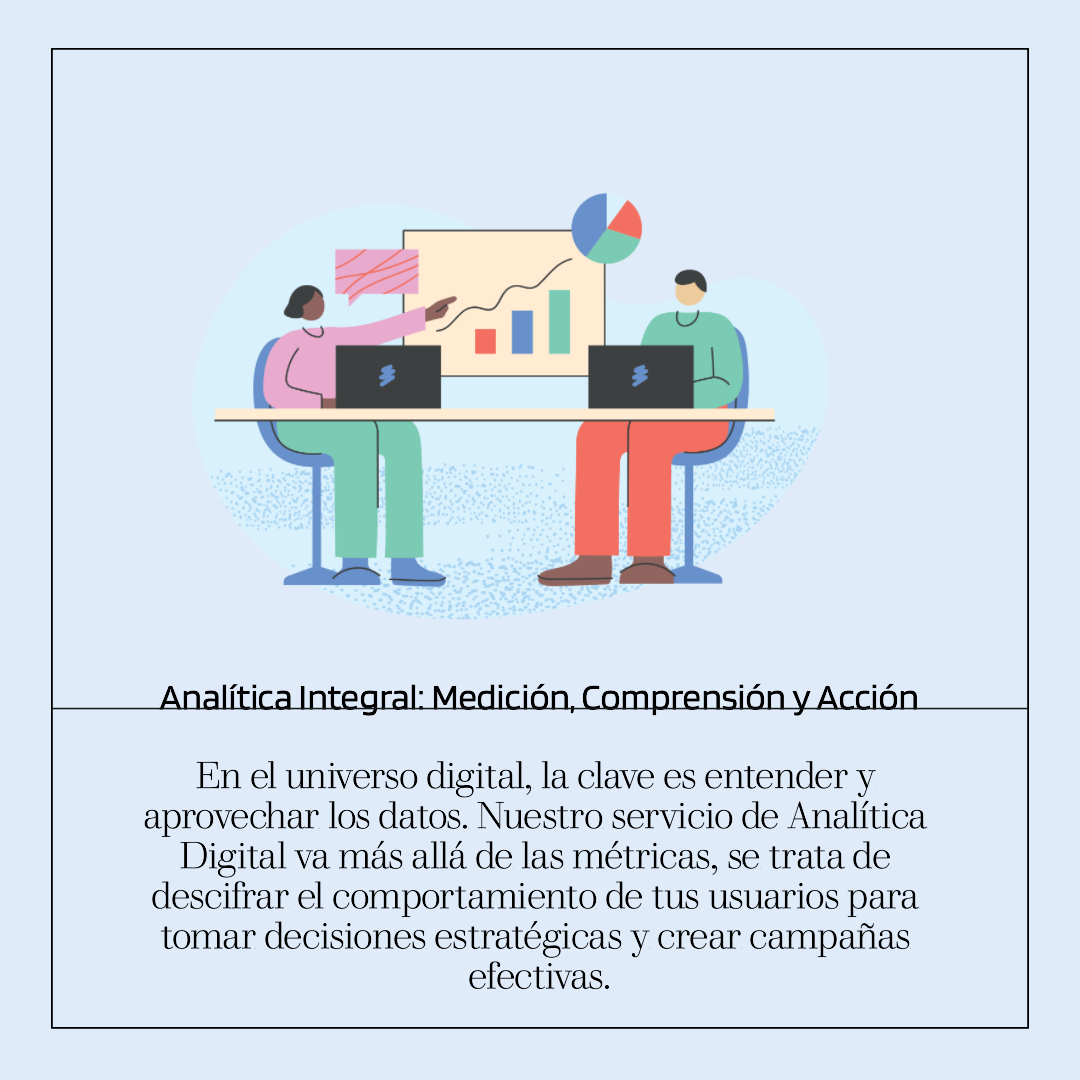 Analítica Integral: Medición, Comprensión y Acción
En el universo digital, la clave es entender y
aprovechar los datos. Nuestro servicio de Analítica
Digital va más allá de las métricas, se trata de
descifrar el comportamiento de tus usuarios para
tomar decisiones estratégicas y crear campañas
efectivas.